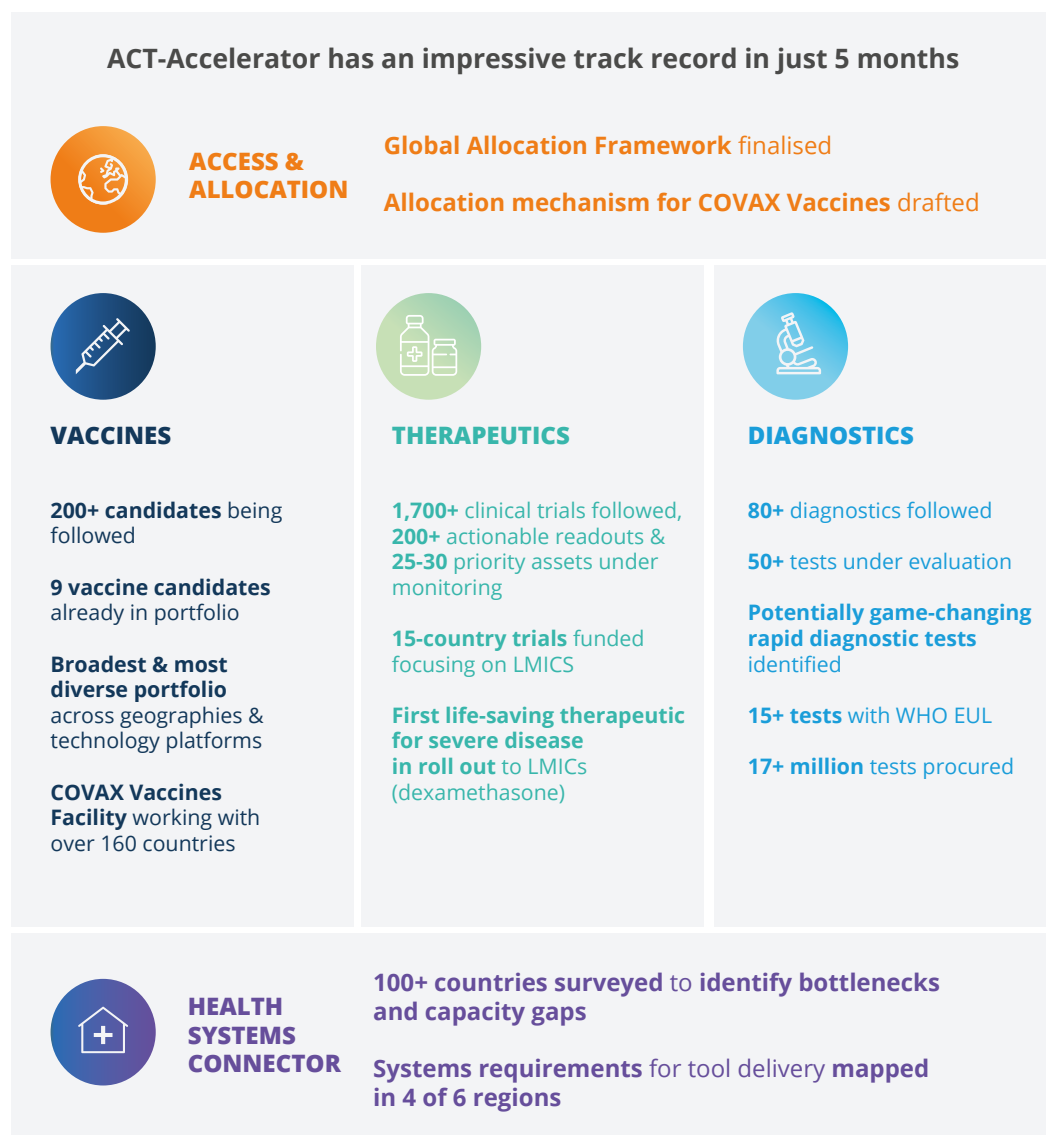 ACT-Accelerator has an impressive track record in just 5 months
ACCESS &
ALLOCATION
Global Allocation Framework finalised
Allocation mechanism for COVAX Vaccines drafted
VACCINES
200+ candidates being
followed
9 vaccine candidates
already in portfolio
Broadest & most
diverse portfolio
across geographies &
technology platforms
COVAX Vaccines
Facility working with
over 160 countries
THERAPEUTICS
1,700+ clinical trials followed,
200+ actionable readouts &
25-30 priority assets under
monitoring
15-country trials funded
focusing on LMICS
First life-saving therapeutic
for severe disease
in roll out to LMICs
(dexamethasone)
DIAGNOSTICS
80+ diagnostics followed
50+ tests under evaluation
Potentially game-changing
rapid diagnostic tests
identified
15+ tests with WHO EUL
17+ million tests procured
HEALTH
SYSTEMS
CONNECTOR
100+ countries surveyed to identify bottlenecks
and capacity gaps
Systems requirements for tool delivery mapped
in 4 of 6 regions